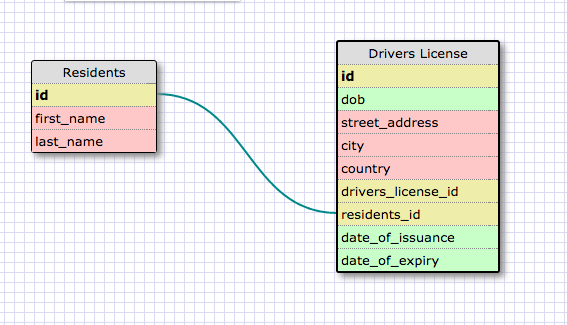 Residents
id
first_name
last_name
Drivers License
id
dob
street_address
city
country
drivers_license_id
residents_id
date_of_issuance
date_of_expiry